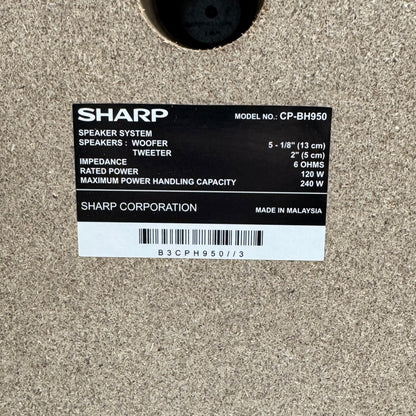 SHARP MODEL NO.: CP-BH950
SPEAKER SYSTEM
SPEAKERS : WOOFER 5 - 1/8" (13 cm)
TWEETER 2" (5 cm)
IMPEDANCE 6 OHMS
RATED POWER 120 W
MAXIMUM POWER HANDLING CAPACITY 240 W
SHARP CORPORATION MADE IN MALAYSIA
B3CPH950//3